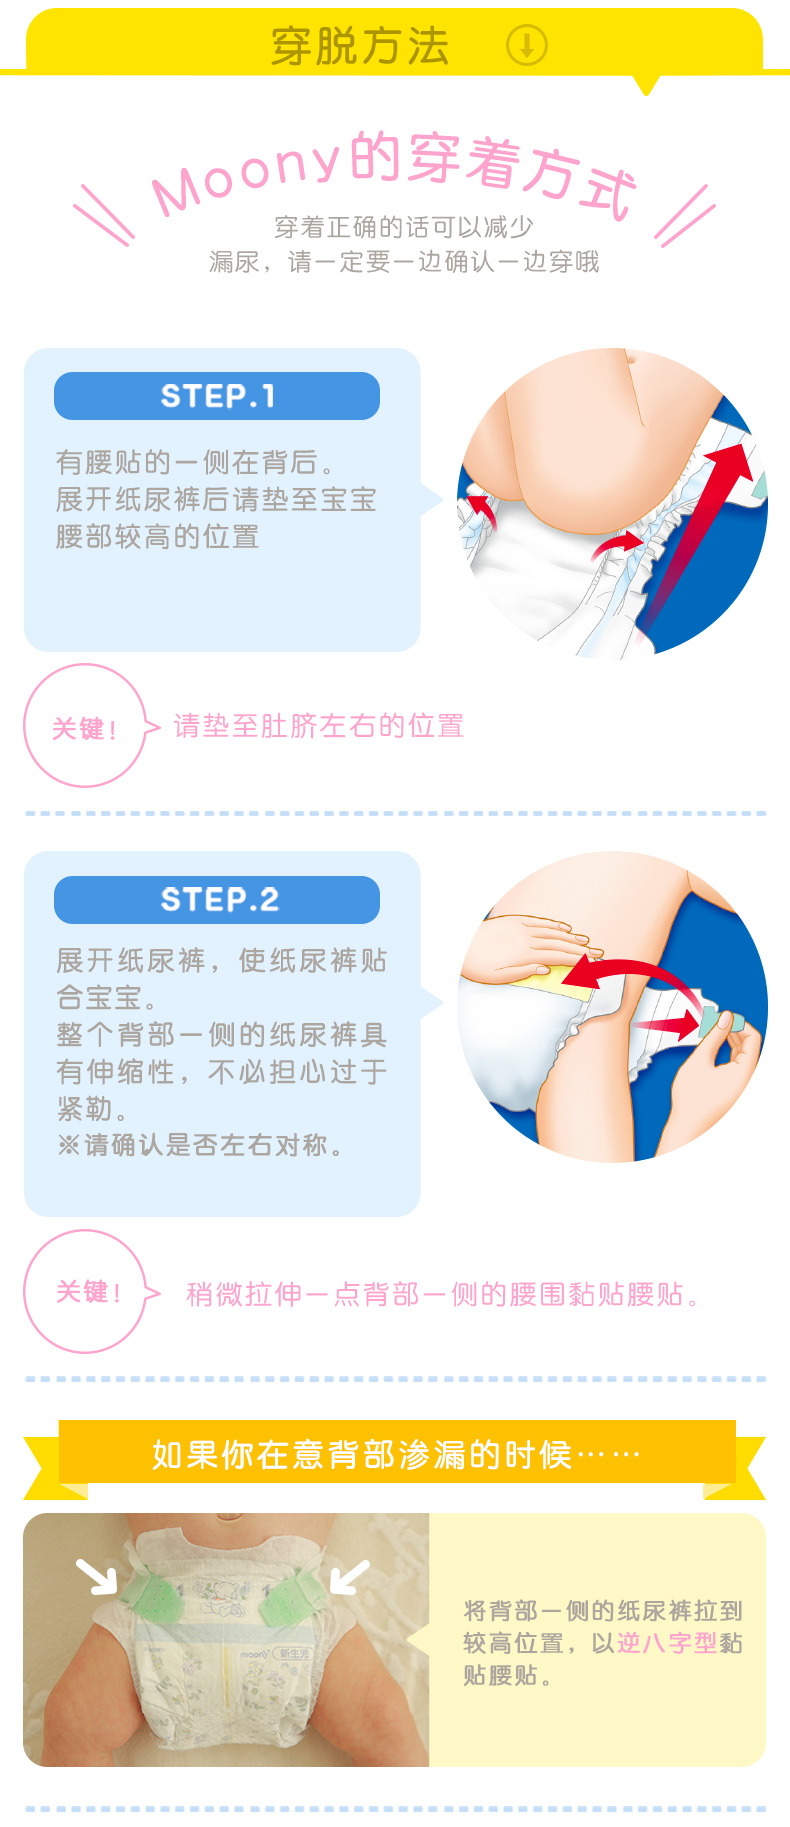 穿脱方法
Moony的穿着方式
穿着正确的话可以减少
漏尿，请一定要一边确认一边穿哦
STEP.1
有腰贴的一侧在背后。
展开纸尿裤后请垫至宝宝
腰部较高的位置
关键！
请垫至肚脐左右的位置
STEP.2
展开纸尿裤，使纸尿裤贴
合宝宝。
整个背部一侧的纸尿裤具
有伸缩性，不必担心过于
紧勒。
※请确认是否左右对称。
关键！
稍微拉伸一点背部一侧的腰围黏贴腰贴。
如果你在意背部渗漏的时候……
moony 新生児
将背部一侧的纸尿裤拉到
较高位置，以逆八字型黏
贴腰贴。